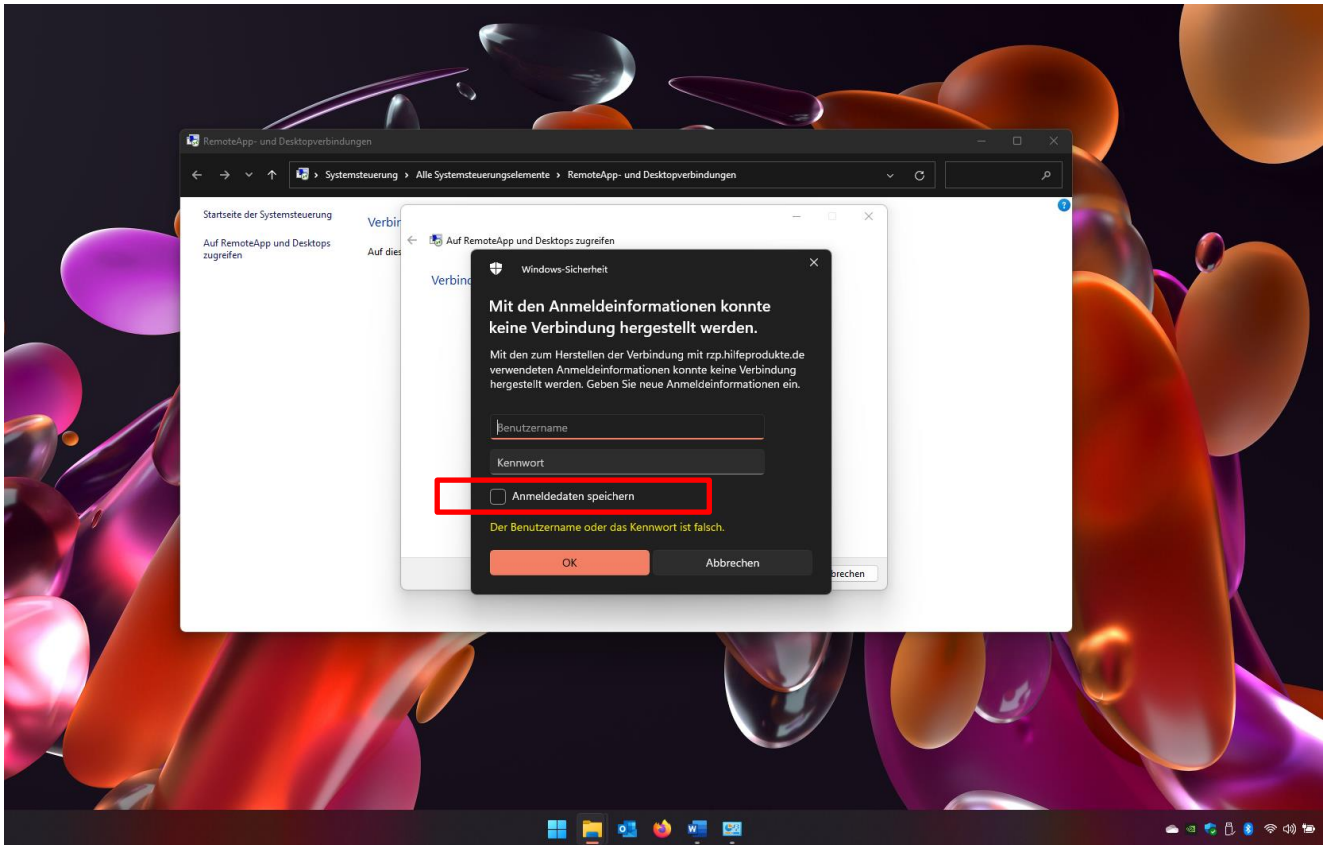 RemoteApp- und Desktopverbindungen
Systemsteuerung › Alle Systemsteuerungselemente › RemoteApp- und Desktopverbindungen
Startseite der Systemsteuerung
Auf RemoteApp und Desktops
zugreifen
Verbin
Auf dies
Auf RemoteApp und Desktops zugreifen
Verbind
Windows-Sicherheit
Mit den Anmeldeinformationen konnte
keine Verbindung hergestellt werden.
Mit den zum Herstellen der Verbindung mit rzp.hilfeprodukte.de
verwendeten Anmeldeinformationen konnte keine Verbindung
hergestellt werden. Geben Sie neue Anmeldeinformationen ein.
Benutzername
Kennwort
Anmeldedaten speichern
Der Benutzername oder das Kennwort ist falsch.
OK
Abbrechen
brechen